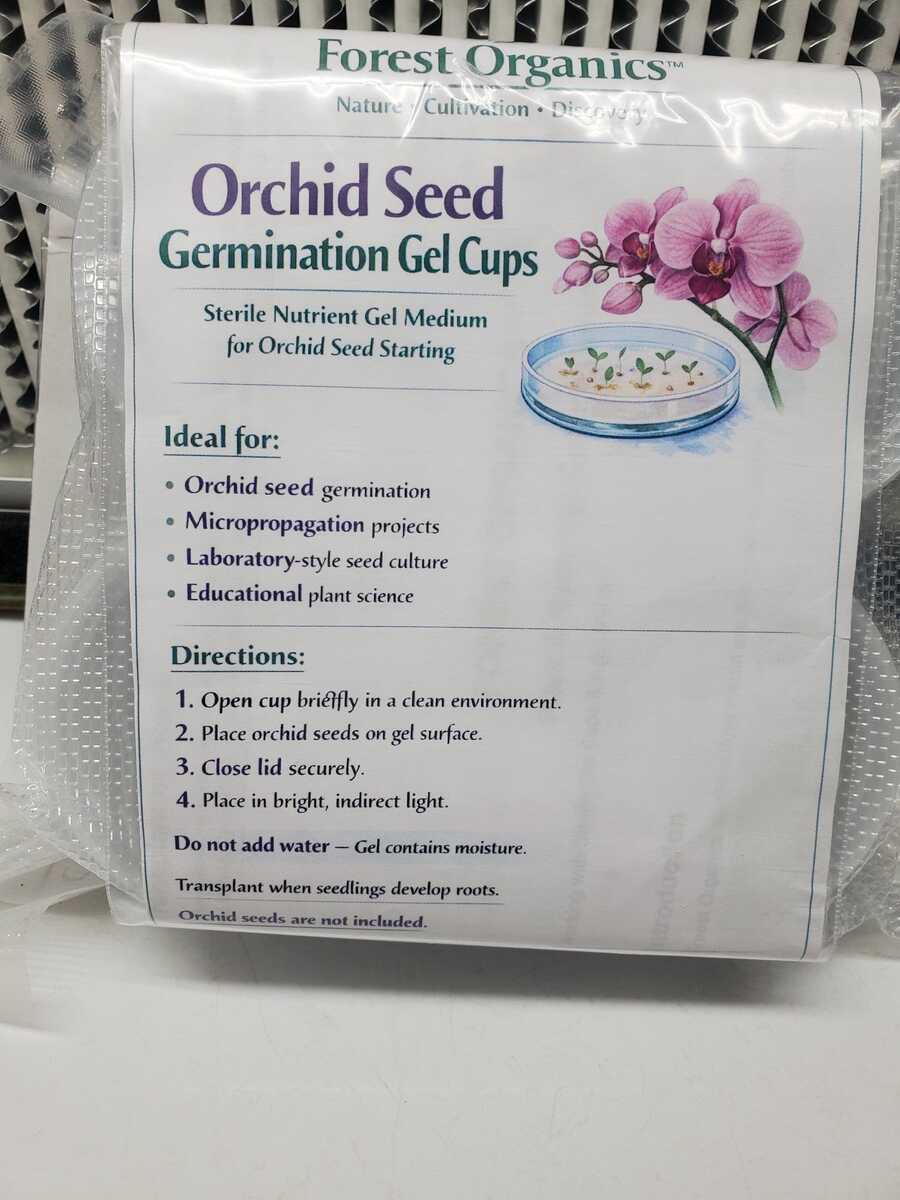 Forest Organics™
Nature • Cultivation • Discovery
Orchid Seed
Germination Gel Cups
Sterile Nutrient Gel Medium
for Orchid Seed Starting
Ideal for:
• Orchid seed germination
• Micropropagation projects
• Laboratory-style seed culture
• Educational plant science
Directions:
1. Open cup brieffly in a clean environment.
2. Place orchid seeds on gel surface.
3. Close lid securely.
4. Place in bright, indirect light.
Do not add water — Gel contains moisture.
Transplant when seedlings develop roots.
Orchid seeds are not included.